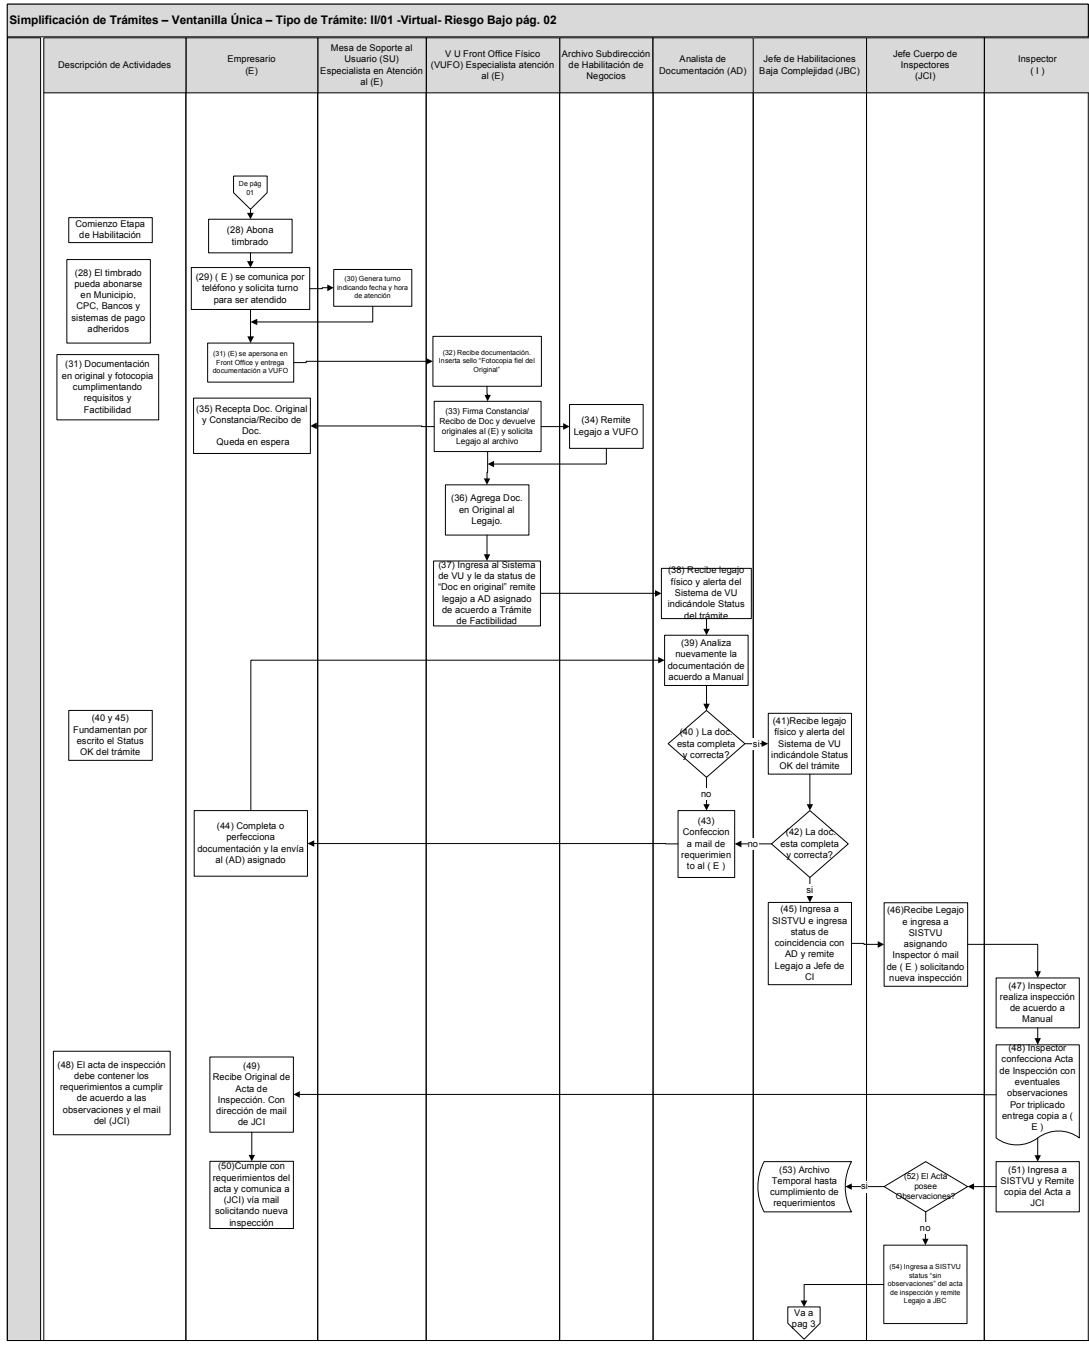 Simplificación de Trámites – Ventanilla Única – Tipo de Trámite: II/01 -Virtual- Riesgo Bajo pág. 02
Descripción de Actividades
Empresario
(E)
Mesa de Soporte al
Usuario (SU)
Especialista en Atención
al (E)
V U Front Office Físico
(VUFO) Especialista atención
al (E)
Archivo Subdirección
de Habilitación de
Negocios
Analista de
Documentación (AD)
Jefe de Habilitaciones
Baja Complejidad (JBC)
Jefe Cuerpo de
Inspectores
(JCI)
Inspector
( I )
De pág
01
Comienzo Etapa
de Habilitación
(28) Abona
timbrado
(28) El timbrado
pueda abonarse
en Municipio,
CPC, Bancos y
sistemas de pago
adheridos
(29) ( E ) se comunica por
teléfono y solicita turno
para ser atendido
(30) Genera turno
indicando fecha y hora
de atención
(31) (E) se apersona en
Front Office y entrega
documentación a VUFO
(32) Recibe documentación.
Inserta sello "Fotocopia fiel del
Original"
(31) Documentación
en original y fotocopia
cumplimentando
requisitos y
Factibilidad
(35) Recepta Doc. Original
y Constancia/Recibo de
Doc.
Queda en espera
(33) Firma Constancia/
Recibo de Doc y devuelve
originales al (E) y solicita
Legajo al archivo
(34) Remite
Legajo a VUFO
(36) Agrega Doc.
en Original al
Legajo.
(37) Ingresa al Sistema
de VU y le da status de
"Doc en original" remite
legajo a AD asignado
de acuerdo a Trámite
de Factibilidad
(38) Recibe legajo
físico y alerta del
Sistema de VU
indicándole Status
del trámite
(39) Analiza
nuevamente la
documentación de
acuerdo a Manual
(40 y 45)
Fundamentan por
escrito el Status
OK del trámite
(40 ) La doc.
esta completa
y correcta?
si
(41)Recibe legajo
físico y alerta del
Sistema de VU
indicándole Status
OK del trámite
no
(44) Completa o
perfecciona
documentación y la envía
al (AD) asignado
(43)
Confeccion
a mail de
requerimien
to al ( E )
no
(42) La doc.
esta completa
y correcta?
si
(45) Ingresa a
SISTVU e ingresa
status de
coincidencia con
AD y remite
Legajo a Jefe de
CI
(46)Recibe Legajo
e ingresa a
SISTVU
asignando
Inspector ó mail
de ( E ) solicitando
nueva inspección
(47) Inspector
realiza inspección
de acuerdo a
Manual
(48) El acta de inspección
debe contener los
requerimientos a cumplir
de acuerdo a las
observaciones y el mail
del (JCI)
(49)
Recibe Original de
Acta de
Inspección. Con
dirección de mail
de JCI
(48) Inspector
confecciona Acta
de Inspección con
eventuales
observaciones
Por triplicado
entrega copia a (
E )
(50)Cumple con
requerimientos del
acta y comunica a
(JCI) vía mail
solicitando nueva
inspección
(53) Archivo
Temporal hasta
cumplimiento de
requerimientos
si
(52) El Acta
posee
Observaciones?
(51) Ingresa a
SISTVU y Remite
copia del Acta a
JCI
no
(54) Ingresa a SISTVU
status "sin
observaciones" del acta
de inspección y remite
Legajo a JBC
Va a
pag 3